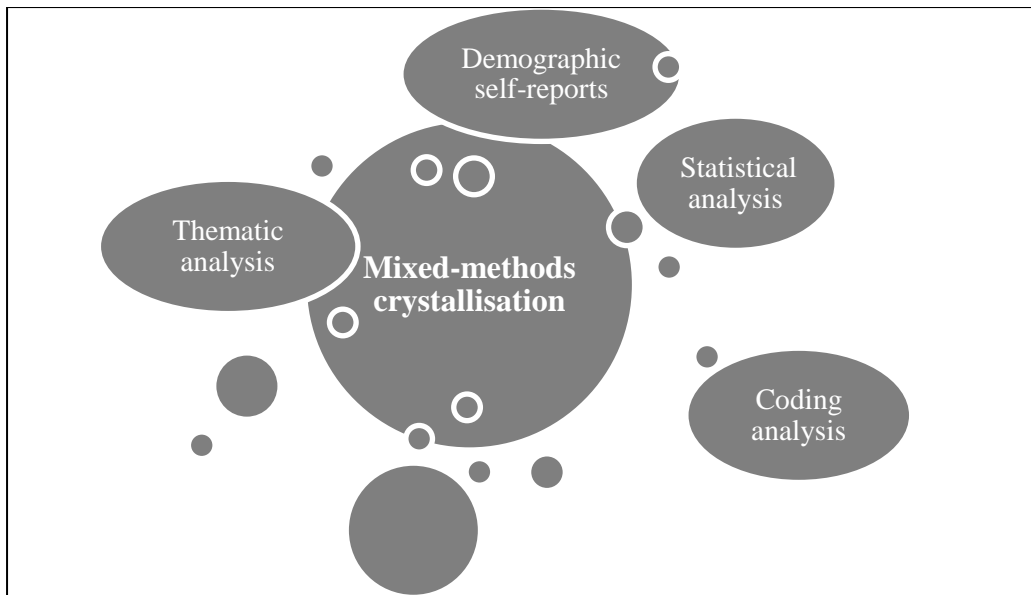 Demographic
self-reports
Statistical
analysis
Thematic
analysis
Mixed-methods
crystallisation
Coding
analysis